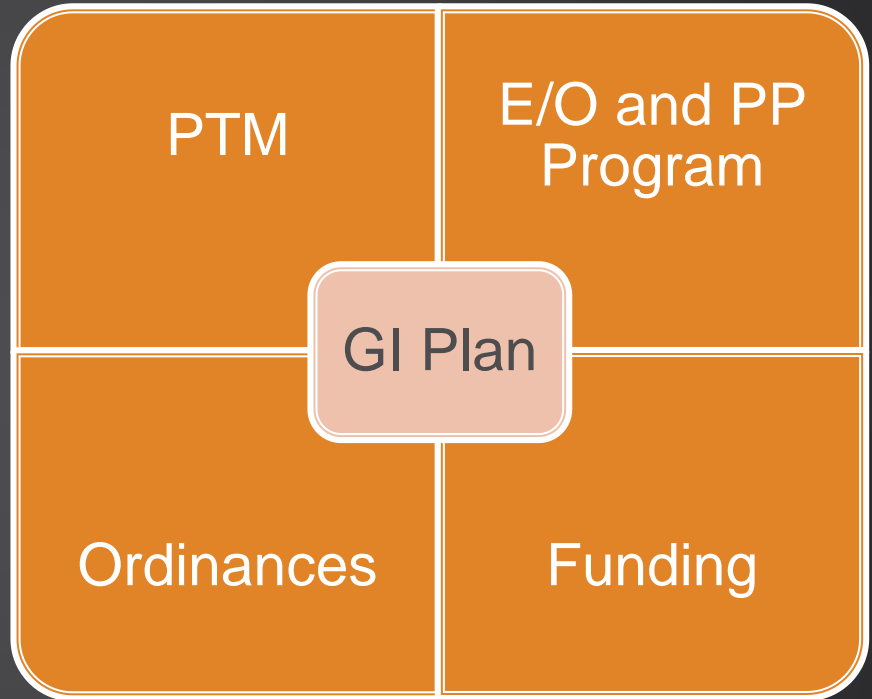 PTM
E/O and PP
Program
GI Plan
Ordinances
Funding